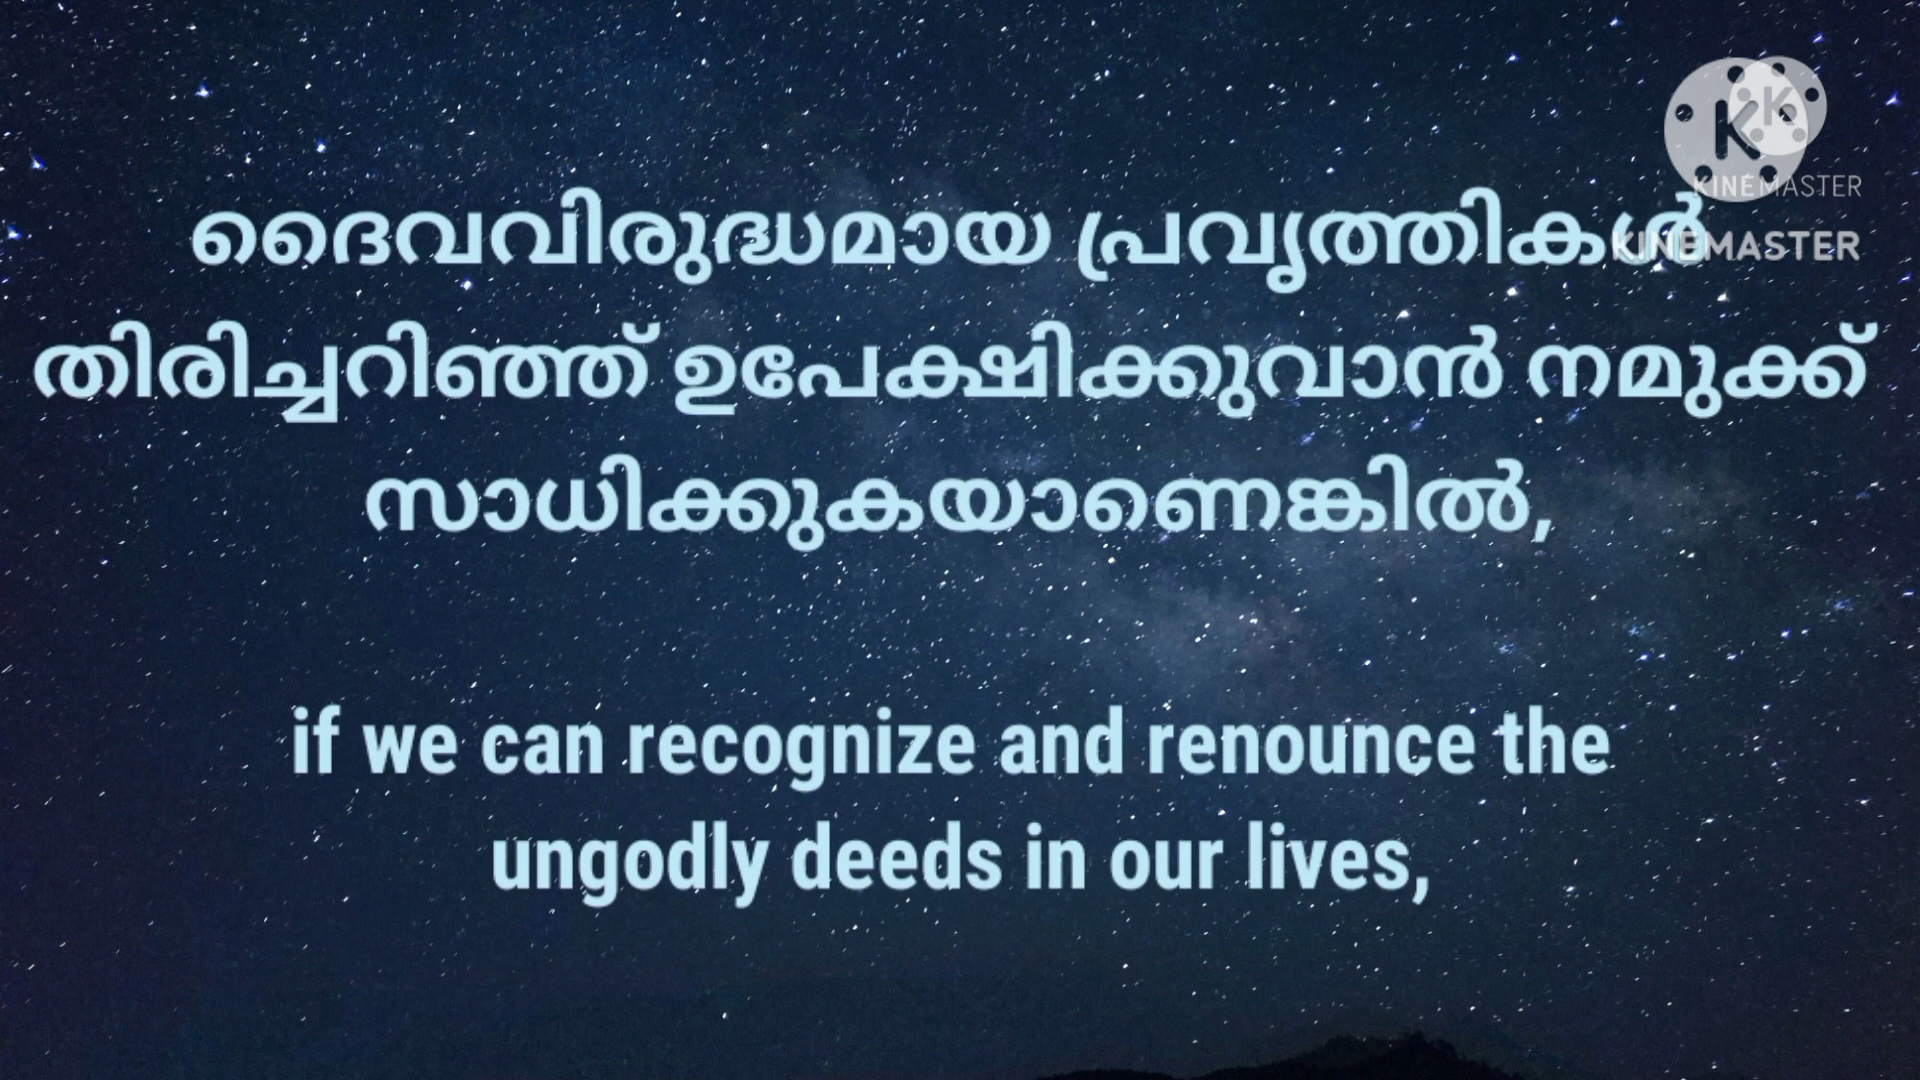 KINEMASTER
KINEMASTER
ദൈവവിരുദ്ധമായ പ്രവൃത്തികൾ
തിരിച്ചറിഞ്ഞ് ഉപേക്ഷിക്കുവാൻ നമുക്ക്
സാധിക്കുകയാണെങ്കിൽ,
if we can recognize and renounce the
ungodly deeds in our lives,